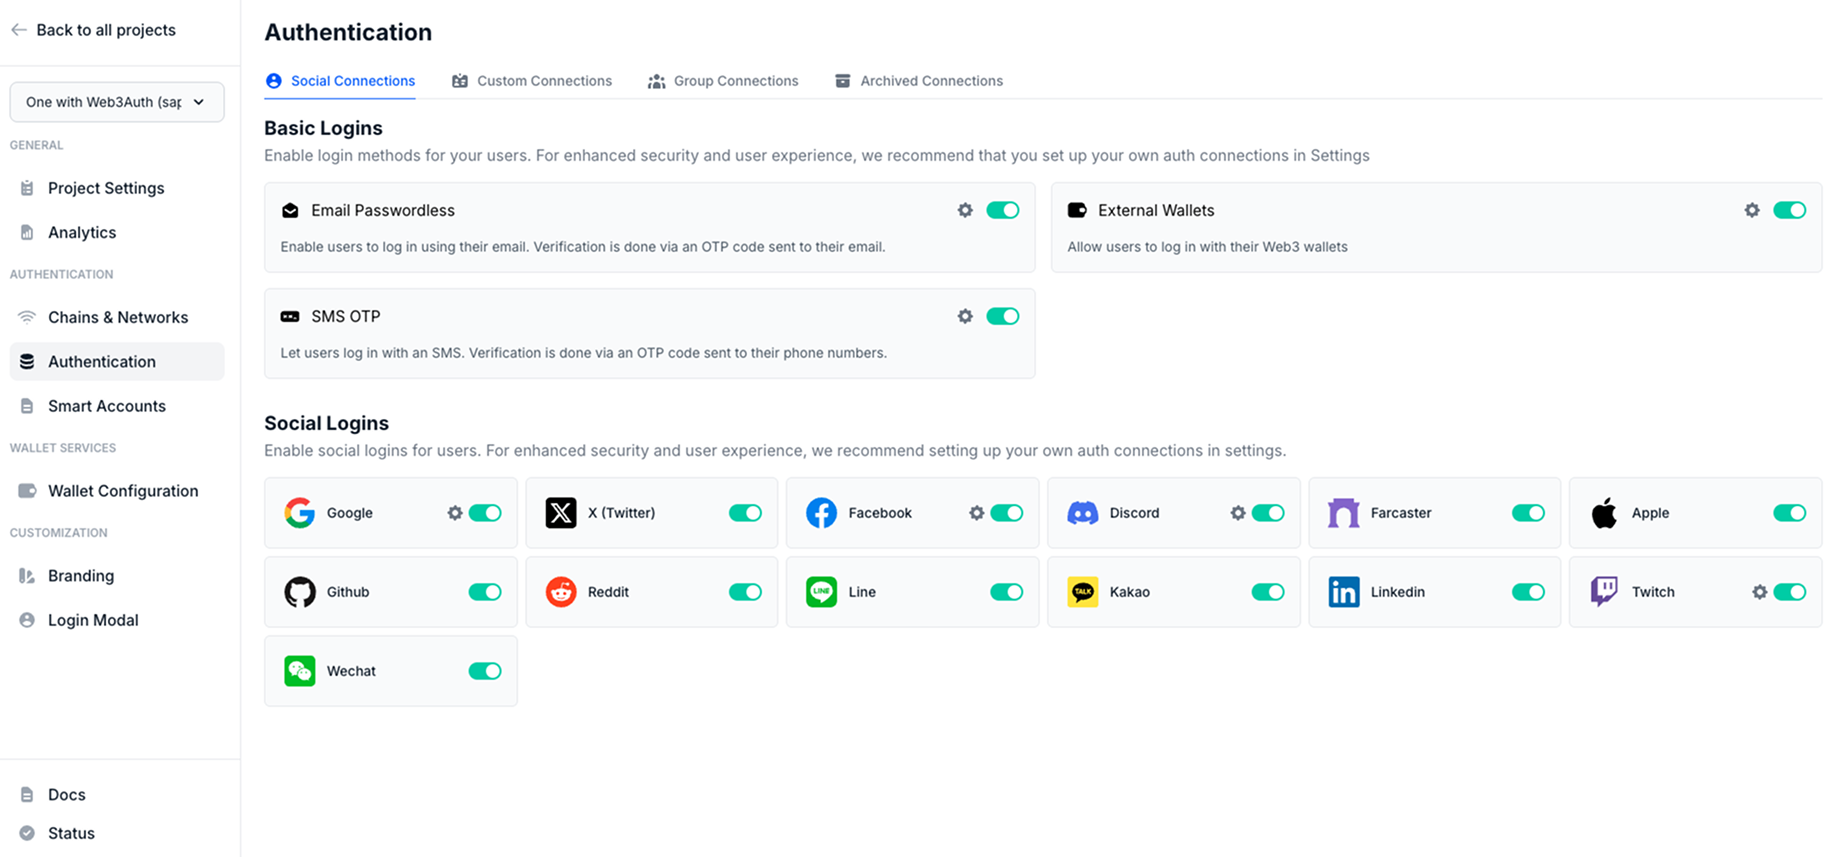 Back to all projects
One with Web3Auth (sap
GENERAL
Project Settings
Analytics
AUTHENTICATION
Chains & Networks
Authentication
Smart Accounts
WALLET SERVICES
Wallet Configuration
CUSTOMIZATION
Branding
Login Modal
Docs
Status
Authentication
Social Connections
Custom Connections
Group Connections
Archived Connections
Basic Logins
Enable login methods for your users. For enhanced security and user experience, we recommend that you set up your own auth connections in Settings
Email Passwordless
Enable users to log in using their email. Verification is done via an OTP code sent to their email.
External Wallets
Allow users to log in with their Web3 wallets
SMS OTP
Let users log in with an SMS. Verification is done via an OTP code sent to their phone numbers.
Social Logins
Enable social logins for users. For enhanced security and user experience, we recommend setting up your own auth connections in settings.
Google
X (Twitter)
Facebook
Discord
Farcaster
Apple
Github
Reddit
LINE
Line
TALK
Kakao
Linkedin
Twitch
Wechat